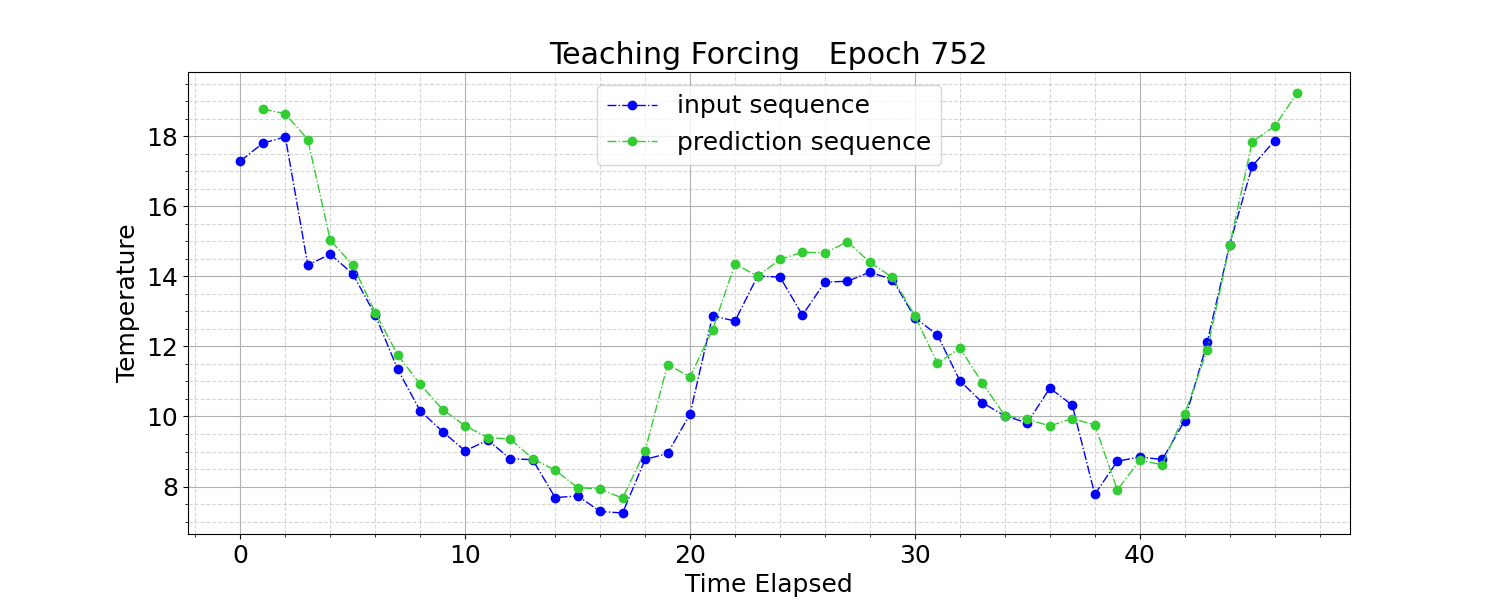 Teaching Forcing   Epoch 752
input sequence
prediction sequence
Temperature
18
16
14
12
10
8
0 10 20 30 40
Time Elapsed